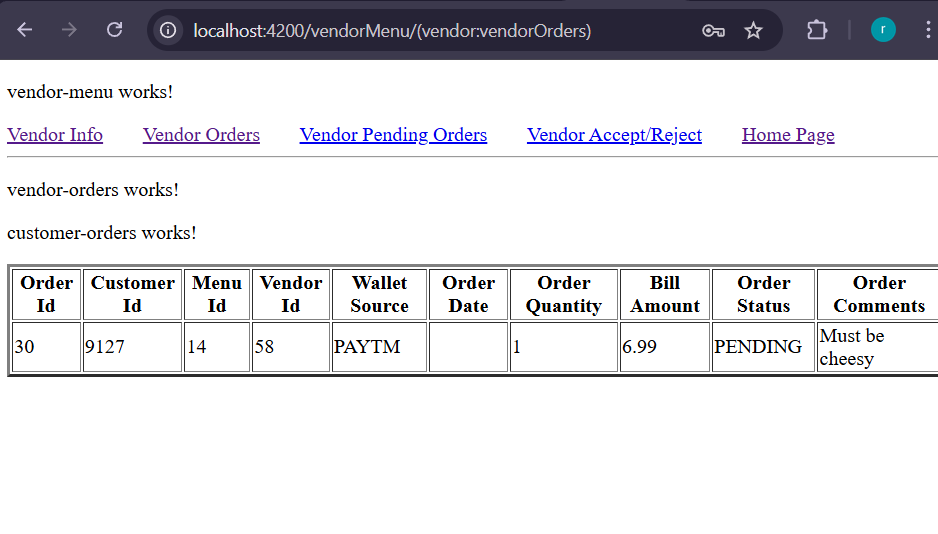 localhost:4200/vendorMenu/(vendor:vendorOrders)
r
vendor-menu works!
Vendor Info Vendor Orders Vendor Pending Orders Vendor Accept/Reject Home Page
vendor-orders works!
customer-orders works!
Order Id Customer Id Menu Id Vendor Id Wallet Source Order Date Order Quantity Bill Amount Order Status Order Comments
30 9127 14 58 PAYTM 1 6.99 PENDING Must be cheesy